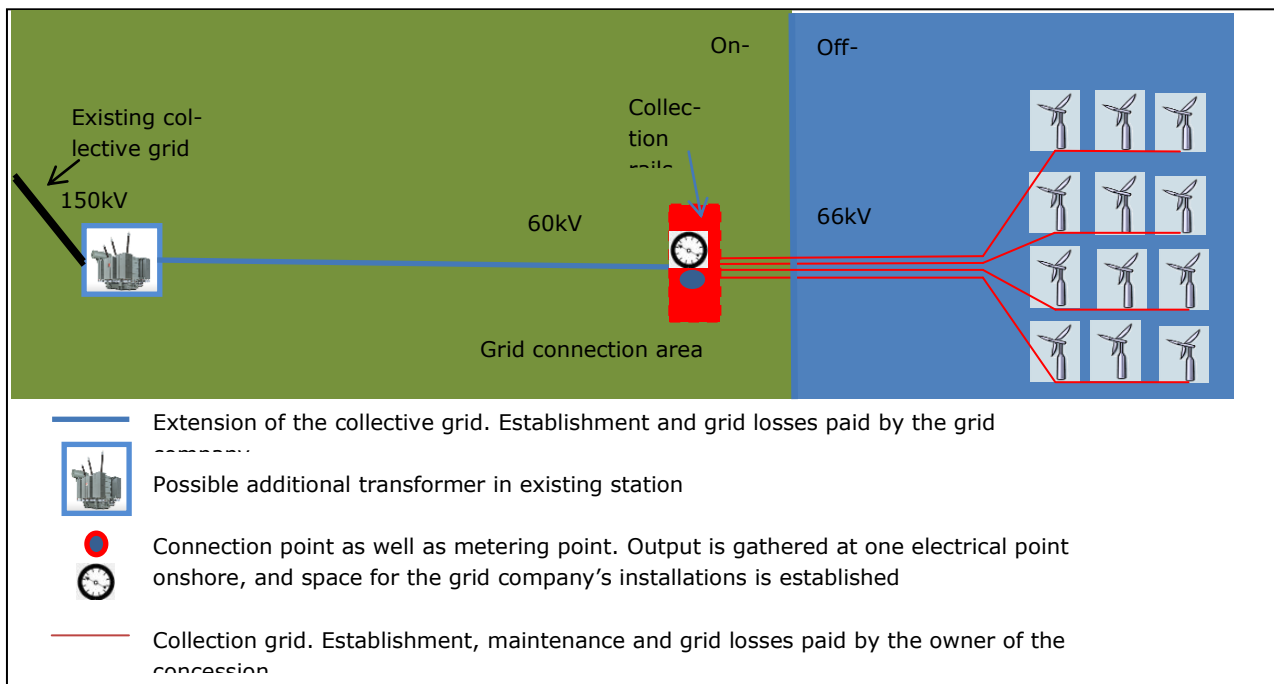 On-
Off-
Existing col-
lective grid
Collec-
tion
rails
150kV
60kV
66kV
Grid connection area
Extension of the collective grid. Establishment and grid losses paid by the grid
company
Possible additional transformer in existing station
Connection point as well as metering point. Output is gathered at one electrical point
onshore, and space for the grid company’s installations is established
Collection grid. Establishment, maintenance and grid losses paid by the owner of the
concession